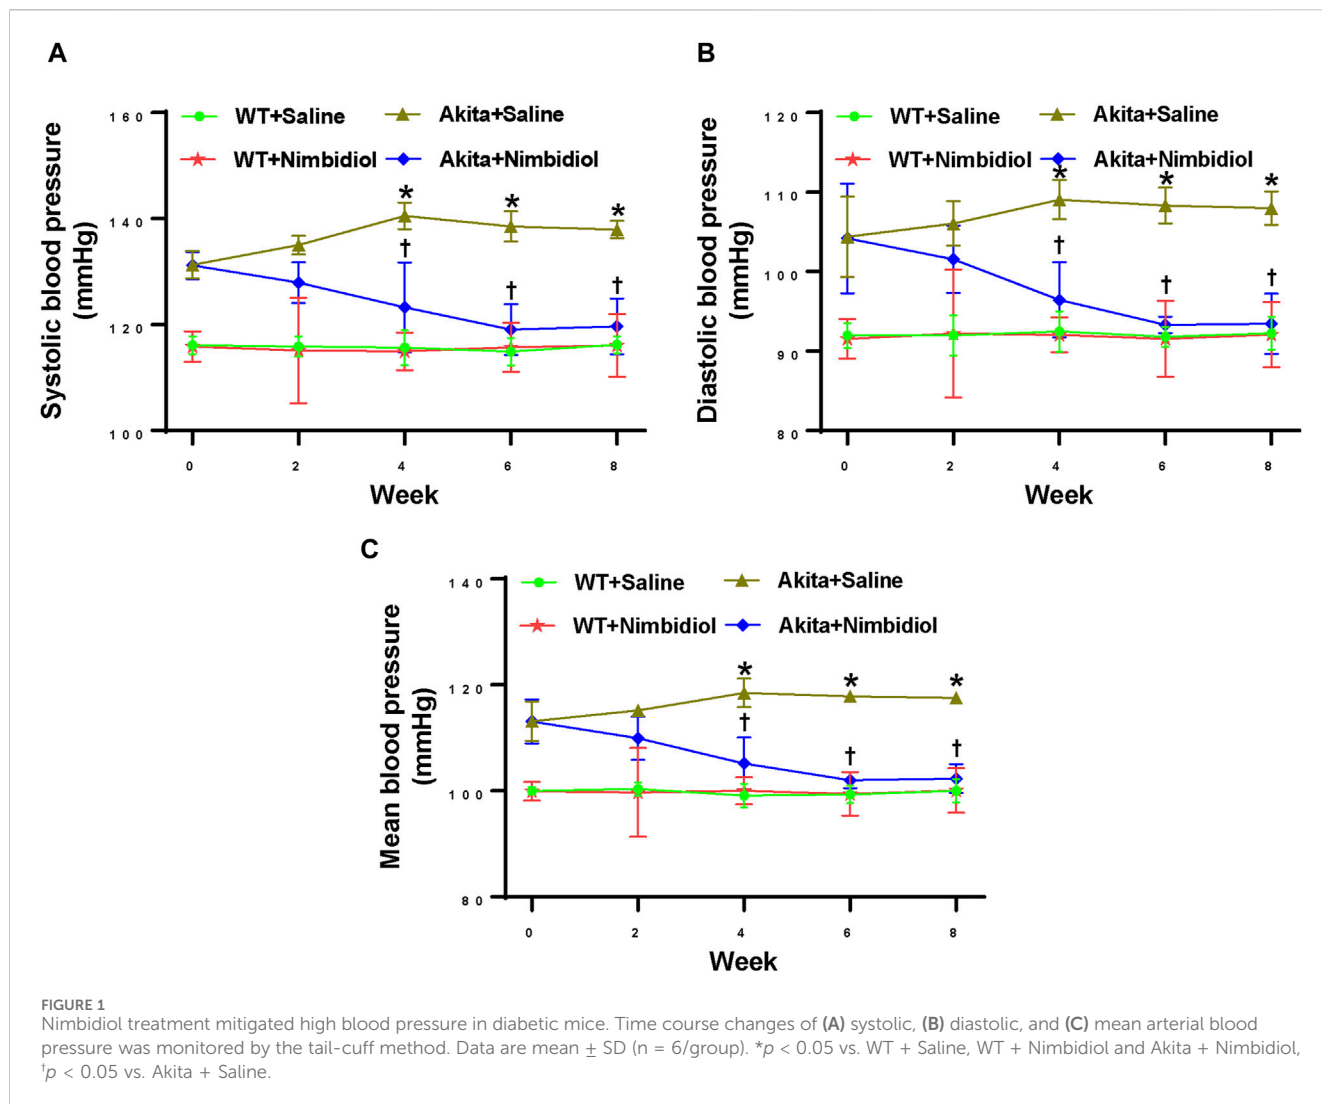 A
Systolic blood pressure
(mmHg)
160
140
120
100
WT+Saline
Akita+Saline
WT+Nimbidiol
Akita+Nimbidiol
* * *
† † †
0 2 4 6 8
Week
B
Diastolic blood pressure
(mmHg)
120
110
100
90
80
WT+Saline
Akita+Saline
WT+Nimbidiol
Akita+Nimbidiol
* * *
† † †
0 2 4 6 8
Week
C
Mean blood pressure
(mmHg)
140
120
100
80
WT+Saline
Akita+Saline
WT+Nimbidiol
Akita+Nimbidiol
* * *
† † †
0 2 4 6 8
Week
FIGURE 1
Nimbidiol treatment mitigated high blood pressure in diabetic mice. Time course changes of (A) systolic, (B) diastolic, and (C) mean arterial blood
pressure was monitored by the tail-cuff method. Data are mean ± SD (n = 6/group). *p < 0.05 vs. WT + Saline, WT + Nimbidiol and Akita + Nimbidiol,
†p < 0.05 vs. Akita + Saline.